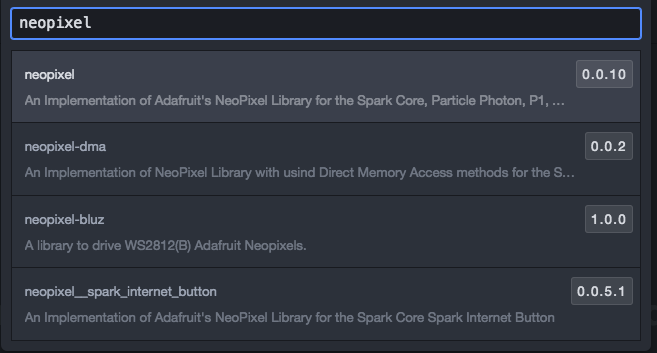 neopixel
neopixel 0.0.10
An Implementation of Adafruit's NeoPixel Library for the Spark Core, Particle Photon, P1, ...
neopixel-dma 0.0.2
An Implementation of NeoPixel Library with usind Direct Memory Access methods for the S...
neopixel-bluz 1.0.0
A library to drive WS2812(B) Adafruit Neopixels.
neopixel__spark_internet_button 0.0.5.1
An Implementation of Adafruit's NeoPixel Library for the Spark Core Spark Internet Button